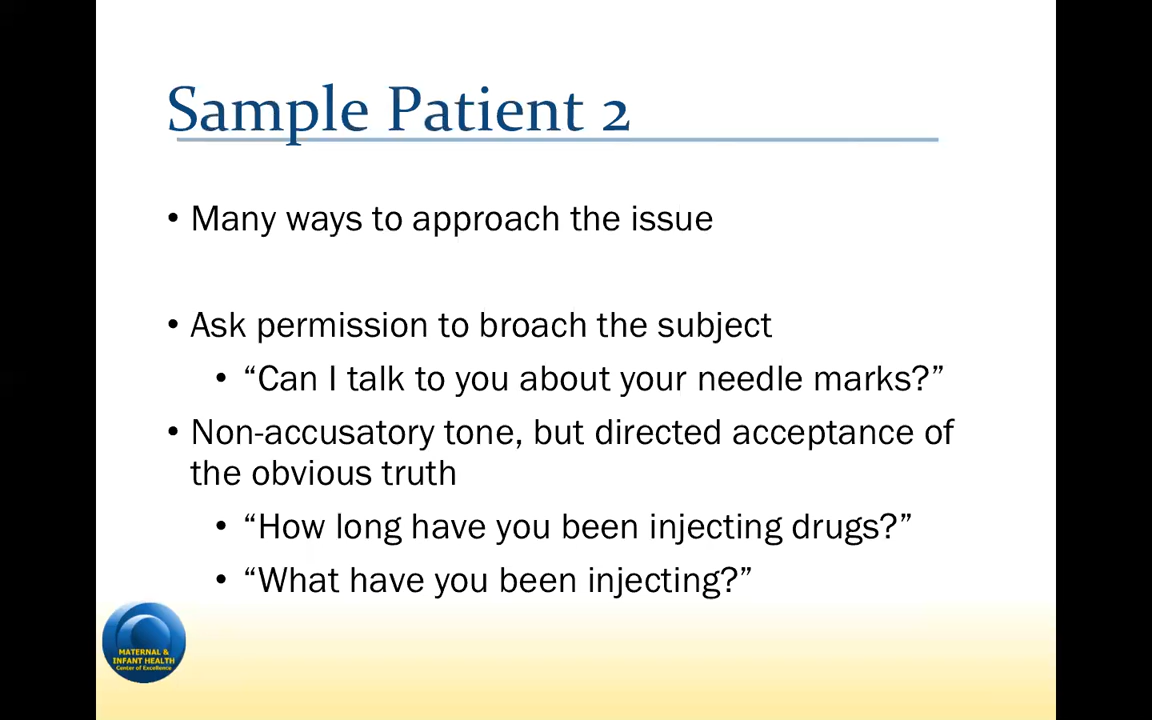 Sample Patient 2
• Many ways to approach the issue
• Ask permission to broach the subject
• “Can I talk to you about your needle marks?”
• Non-accusatory tone, but directed acceptance of
the obvious truth
• “How long have you been injecting drugs?”
• “What have you been injecting?”
MATERNAL &
INFANT HEALTH
Center of Excellence